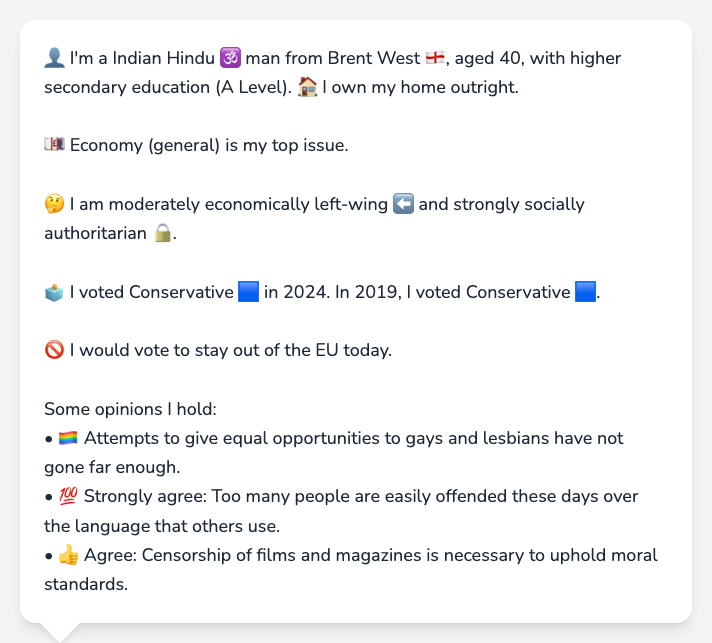 👤 I'm a Indian Hindu 🕉️ man from Brent West 🏴󠁧󠁢󠁥󠁮󠁧󠁿, aged 40, with higher
secondary education (A Level). 🏠 I own my home outright.
💷 Economy (general) is my top issue.
🤔 I am moderately economically left-wing ⬅️ and strongly socially
authoritarian 🔒.
🗳️ I voted Conservative 🟦 in 2024. In 2019, I voted Conservative 🟦.
🚫 I would vote to stay out of the EU today.
Some opinions I hold:
• 🏳️‍🌈 Attempts to give equal opportunities to gays and lesbians have not
gone far enough.
• 💯 Strongly agree: Too many people are easily offended these days over
the language that others use.
• 👍 Agree: Censorship of films and magazines is necessary to uphold moral
standards.